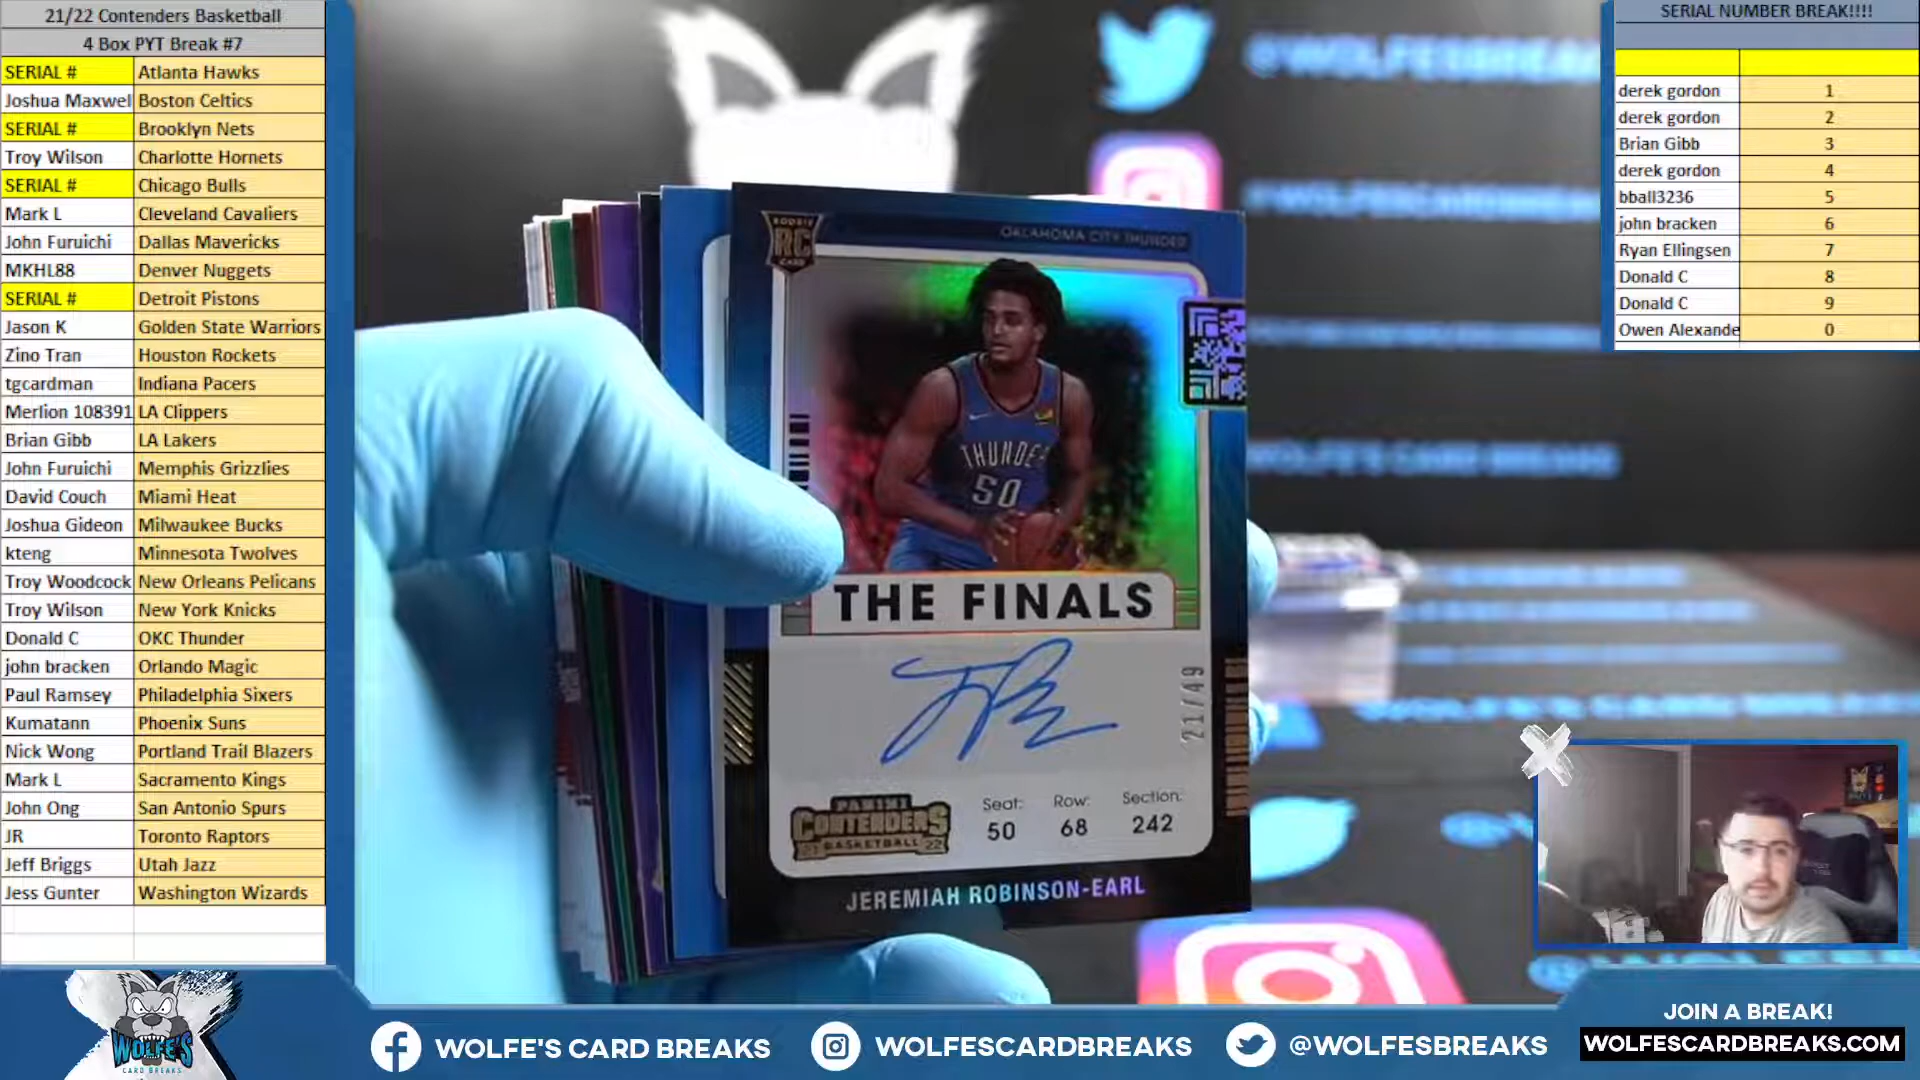 21/22 Contenders Basketball
4 Box PYT Break #7
SERIAL # Atlanta Hawks
Joshua Maxwel Boston Celtics
SERIAL # Brooklyn Nets
Troy Wilson Charlotte Hornets
SERIAL # Chicago Bulls
Mark L Cleveland Cavaliers
John Furuichi Dallas Mavericks
MKHL88 Denver Nuggets
SERIAL # Detroit Pistons
Jason K Golden State Warriors
Zino Tran Houston Rockets
tgcardman Indiana Pacers
Merlion 108391 LA Clippers
Brian Gibb LA Lakers
John Furuichi Memphis Grizzlies
David Couch Miami Heat
Joshua Gideon Milwaukee Bucks
kteng Minnesota Twolves
Troy Woodcock New Orleans Pelicans
Troy Wilson New York Knicks
Donald C OKC Thunder
john bracken Orlando Magic
Paul Ramsey Philadelphia Sixers
Kumatann Phoenix Suns
Nick Wong Portland Trail Blazers
Mark L Sacramento Kings
John Ong San Antonio Spurs
JR Toronto Raptors
Jeff Briggs Utah Jazz
Jess Gunter Washington Wizards
SERIAL NUMBER BREAK!!!!
derek gordon 1
derek gordon 2
Brian Gibb 3
derek gordon 4
bball3236 5
john bracken 6
Ryan Ellingsen 7
Donald C 8
Donald C 9
Owen Alexande 0
@WOLFESBREAKS
WOLFE'S CARD BREAKS
ROOKIE
RC
CARD
OKLAHOMA CITY THUNDER
THUNDER
50
THE FINALS
21/49
PANINI
CONTENDERS
21 BASKETBALL 22
Seat: Row: Section:
50 68 242
JEREMIAH ROBINSON-EARL
WOLFE'S
CARD BREAKS
WOLFE'S CARD BREAKS
WOLFESCARDBREAKS
@WOLFESBREAKS
JOIN A BREAK!
WOLFESCARDBREAKS.COM